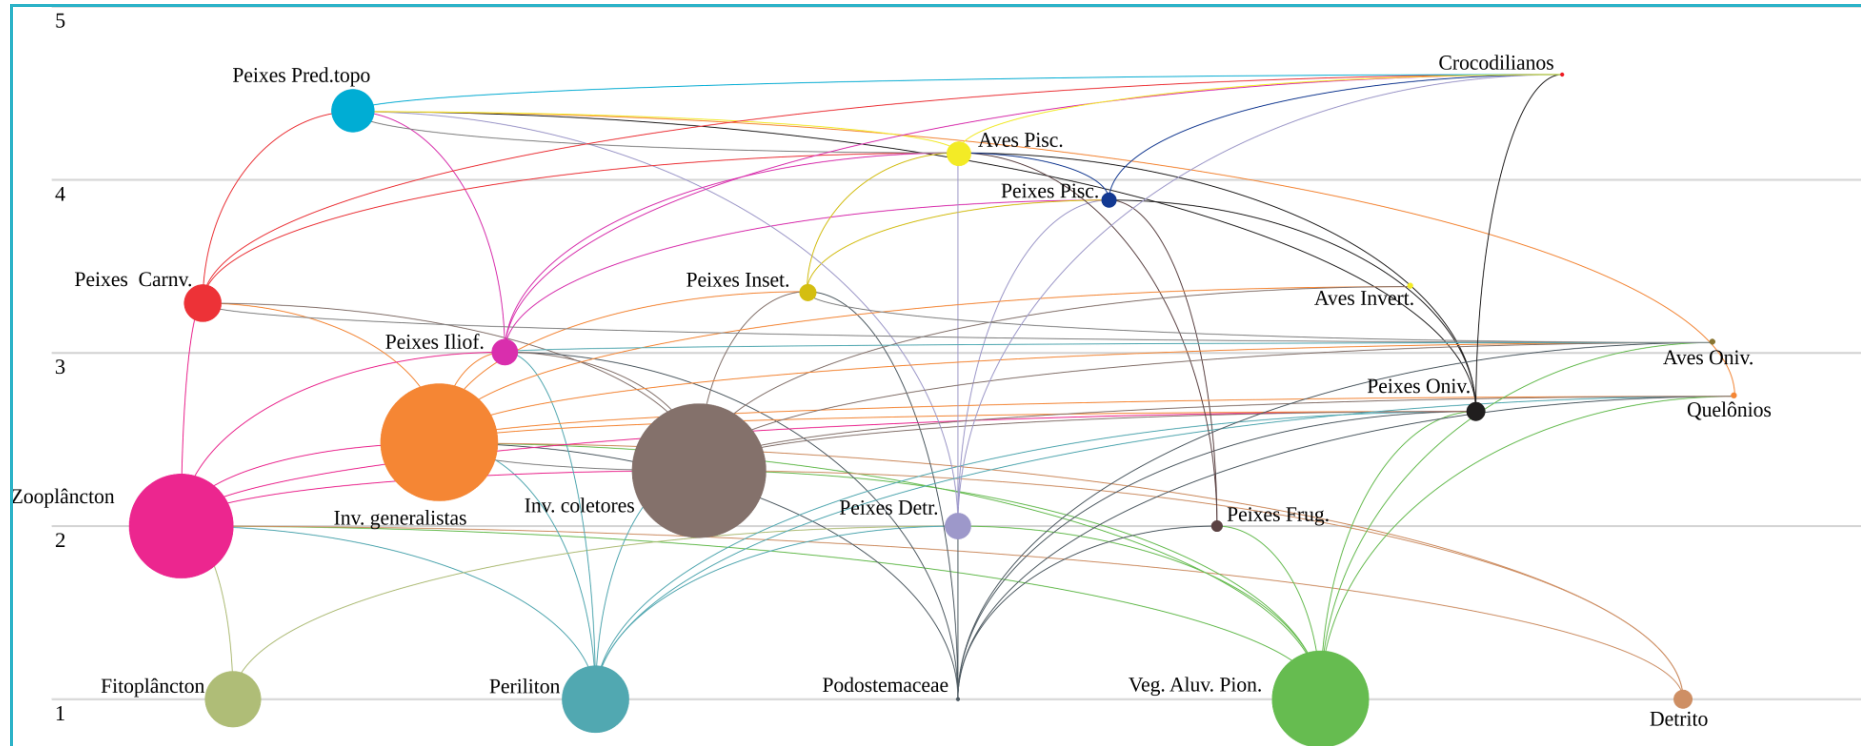 5
Crocodilianos
Peixes Pred.topo
Aves Pisc.
4
Peixes Pisc.
Peixes  Carnv.
Peixes Inset.
Aves Invert.
Peixes Iliof.
3
Aves Oniv.
Peixes Oniv.
Quelônios
Zooplâncton
Inv. coletores
Peixes Detr.
Peixes Frug.
Inv. generalistas
2
Fitoplâncton
Periliton
Podostemaceae
Veg. Aluv. Pion.
1
Detrito